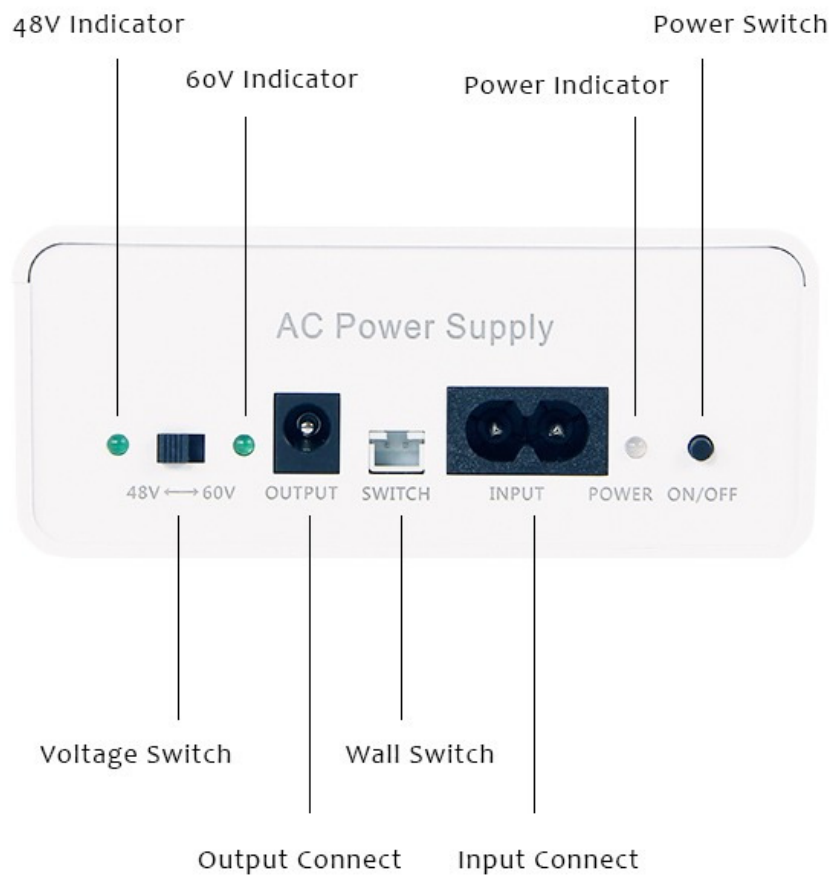 48V Indicator
Power Switch
60V Indicator
Power Indicator
AC Power Supply
48V ⟷ 60V
OUTPUT
SWITCH
INPUT
POWER
ON/OFF
Voltage Switch
Wall Switch
Output Connect
Input Connect